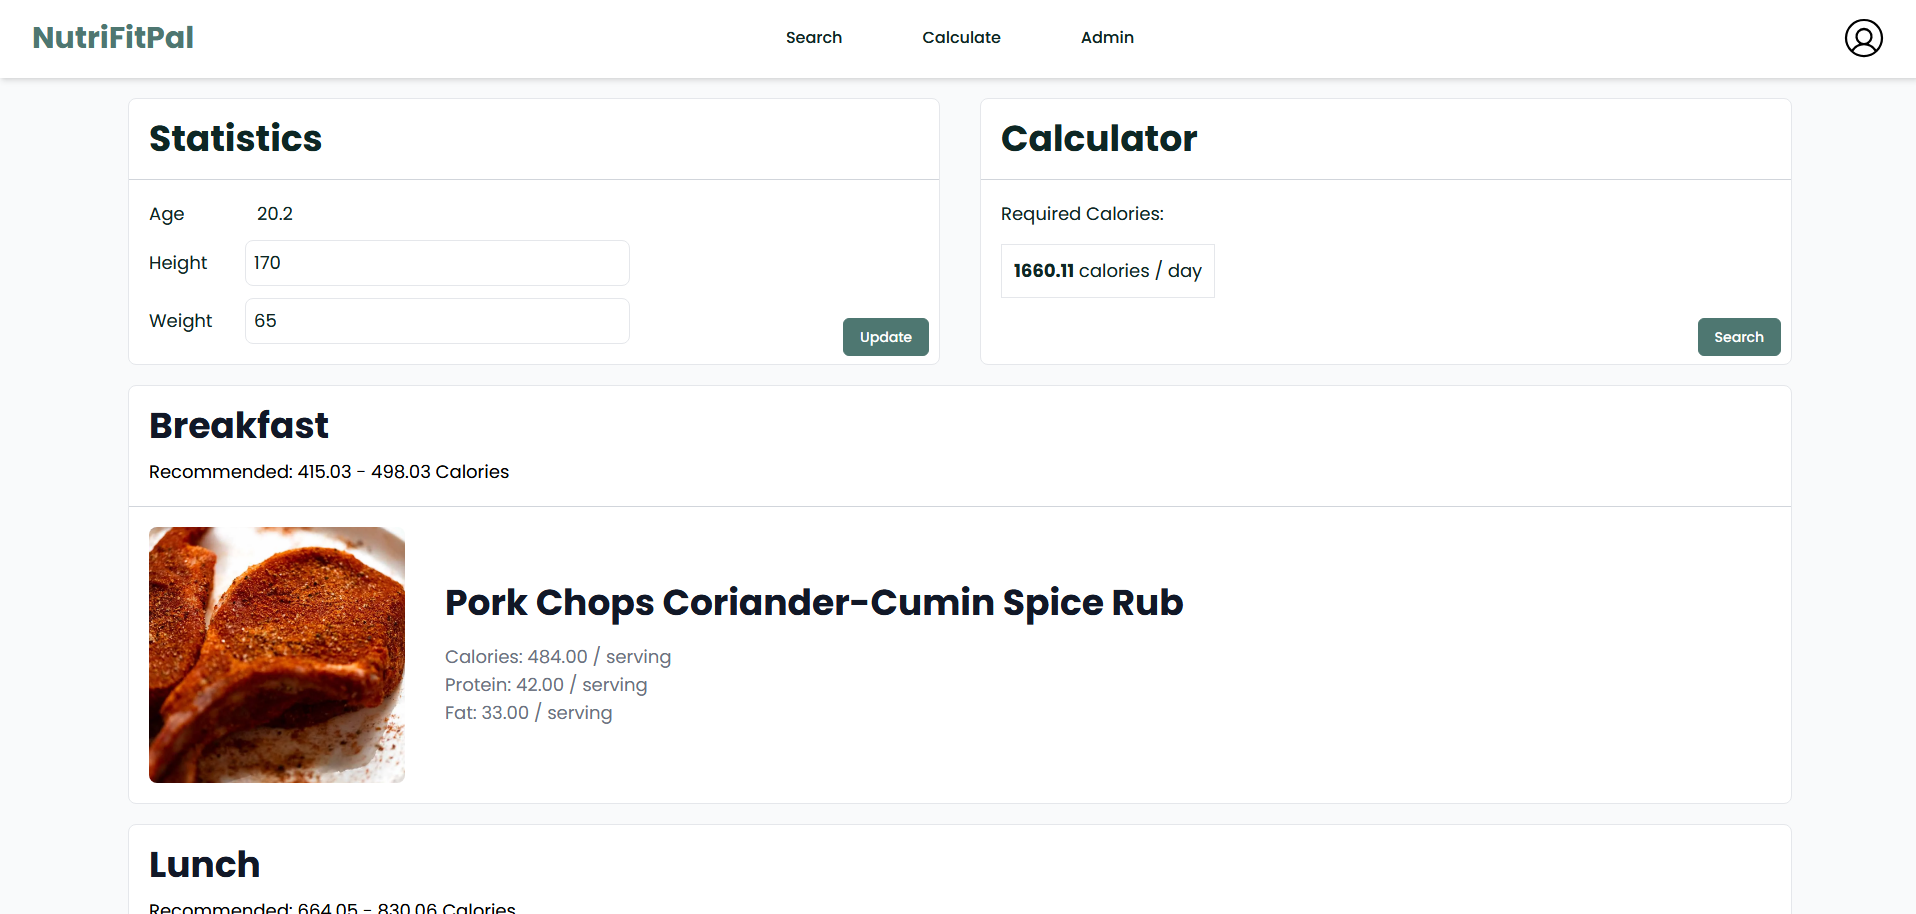 NutriFitPal
Search
Calculate
Admin
Statistics
Age
20.2
Height
170
Weight
65
Update
Calculator
Required Calories:
1660.11 calories / day
Search
Breakfast
Recommended: 415.03 - 498.03 Calories
Pork Chops Coriander-Cumin Spice Rub
Calories: 484.00 / serving
Protein: 42.00 / serving
Fat: 33.00 / serving
Lunch
Recommended: 664.05 - 830.06 Calories